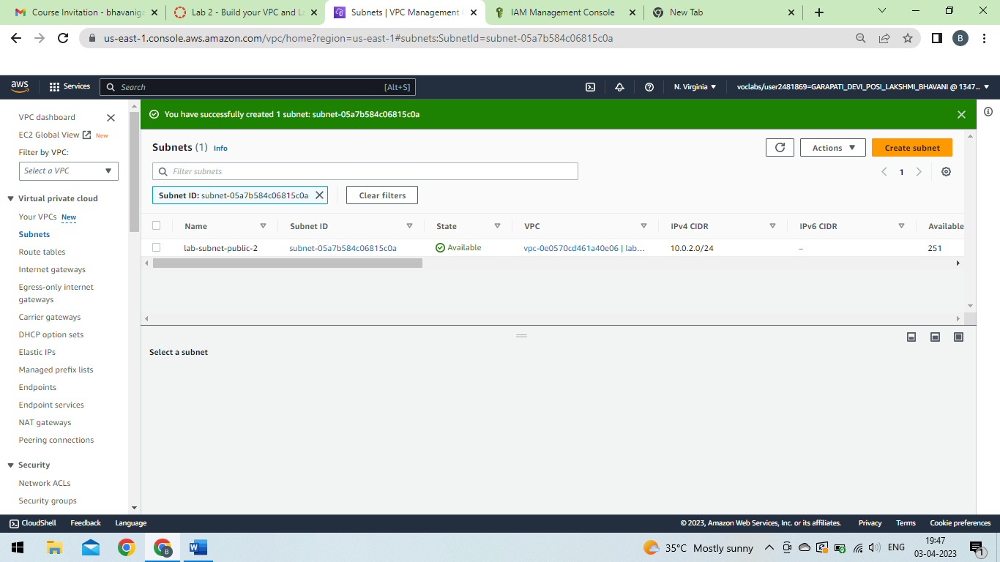 Course Invitation - bhavaniga
Lab 2 - Build your VPC and La
Subnets | VPC Management C
IAM Management Console
New Tab
us-east-1.console.aws.amazon.com/vpc/home?region=us-east-1#subnets:SubnetId=subnet-05a7b584c06815c0a
B
aws
Services
Search
[Alt+S]
N. Virginia
voclabs/user2481869=GARAPATI_DEVI_POSI_LAKSHMI_BHAVANI @ 1347...
VPC dashboard
EC2 Global View New
Filter by VPC:
Select a VPC
Virtual private cloud
Your VPCs New
Subnets
Route tables
Internet gateways
Egress-only internet
gateways
Carrier gateways
DHCP option sets
Elastic IPs
Managed prefix lists
Endpoints
Endpoint services
NAT gateways
Peering connections
Security
Network ACLs
Security groups
You have successfully created 1 subnet: subnet-05a7b584c06815c0a
Subnets (1) Info
Actions
Create subnet
Filter subnets
1
Subnet ID: subnet-05a7b584c06815c0a
Clear filters
Name Subnet ID State VPC IPv4 CIDR IPv6 CIDR Available
lab-subnet-public-2 subnet-05a7b584c06815c0a Available vpc-0e0570cd461a40e06 | lab... 10.0.2.0/24 – 251
Select a subnet
CloudShell Feedback Language
© 2023, Amazon Web Services, Inc. or its affiliates. Privacy Terms Cookie preferences
B
35°C Mostly sunny
ENG
19:47
03-04-2023
1